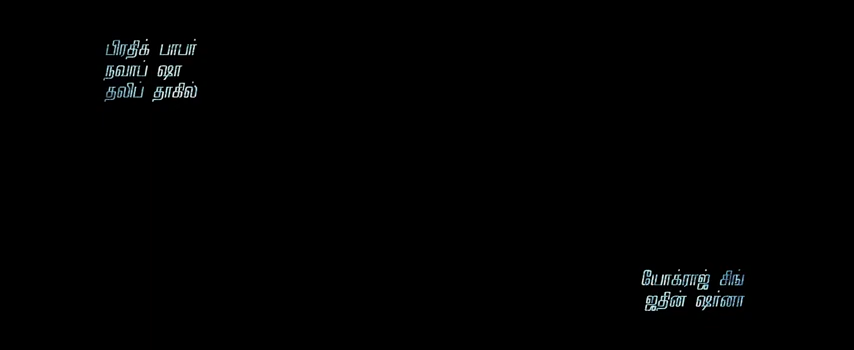 பிரதிக் பாபர்
நவாப் ஷா
தலிப் தாகில்
யோக்ராஜ் சிங்
ஜதின் ஷர்னா